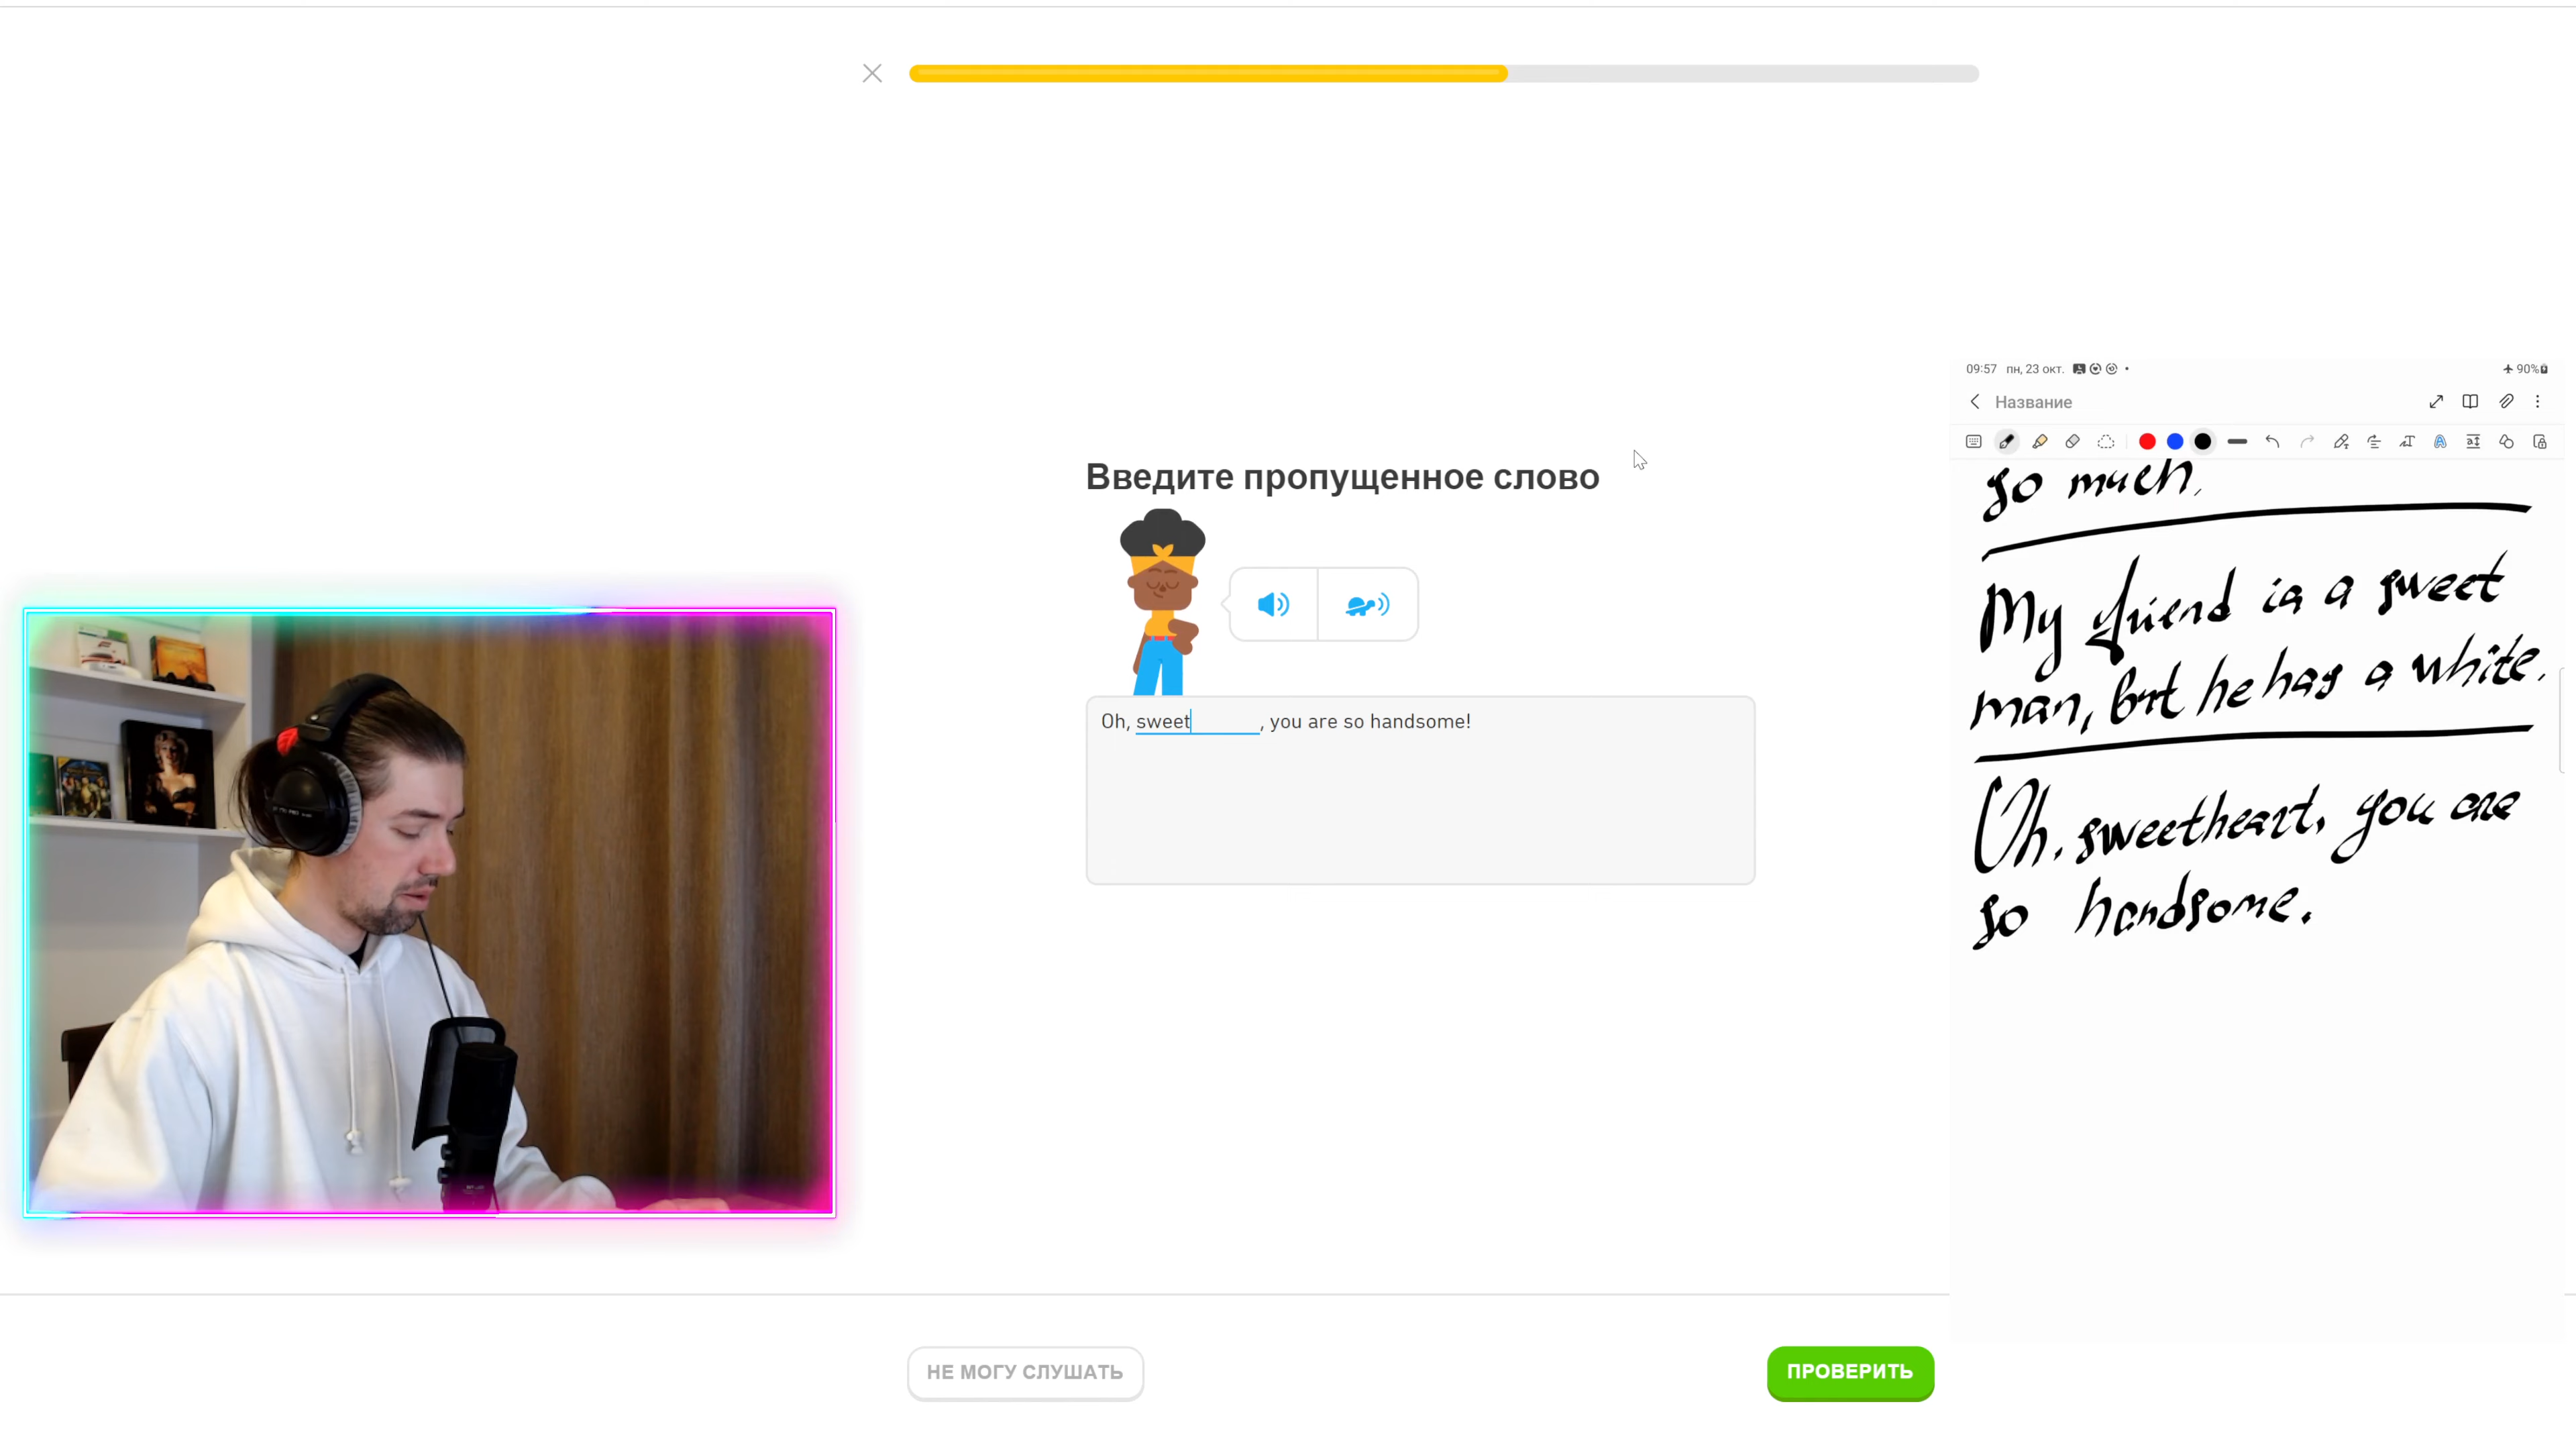 Введите пропущенное слово
Oh, sweet, you are so handsome!
НЕ МОГУ СЛУШАТЬ
ПРОВЕРИТЬ
09:57 пн, 23 окт.
90%
Название
so much.
My friend is a sweet
man, but he has a white.
Oh, sweetheart, you are
so handsome.